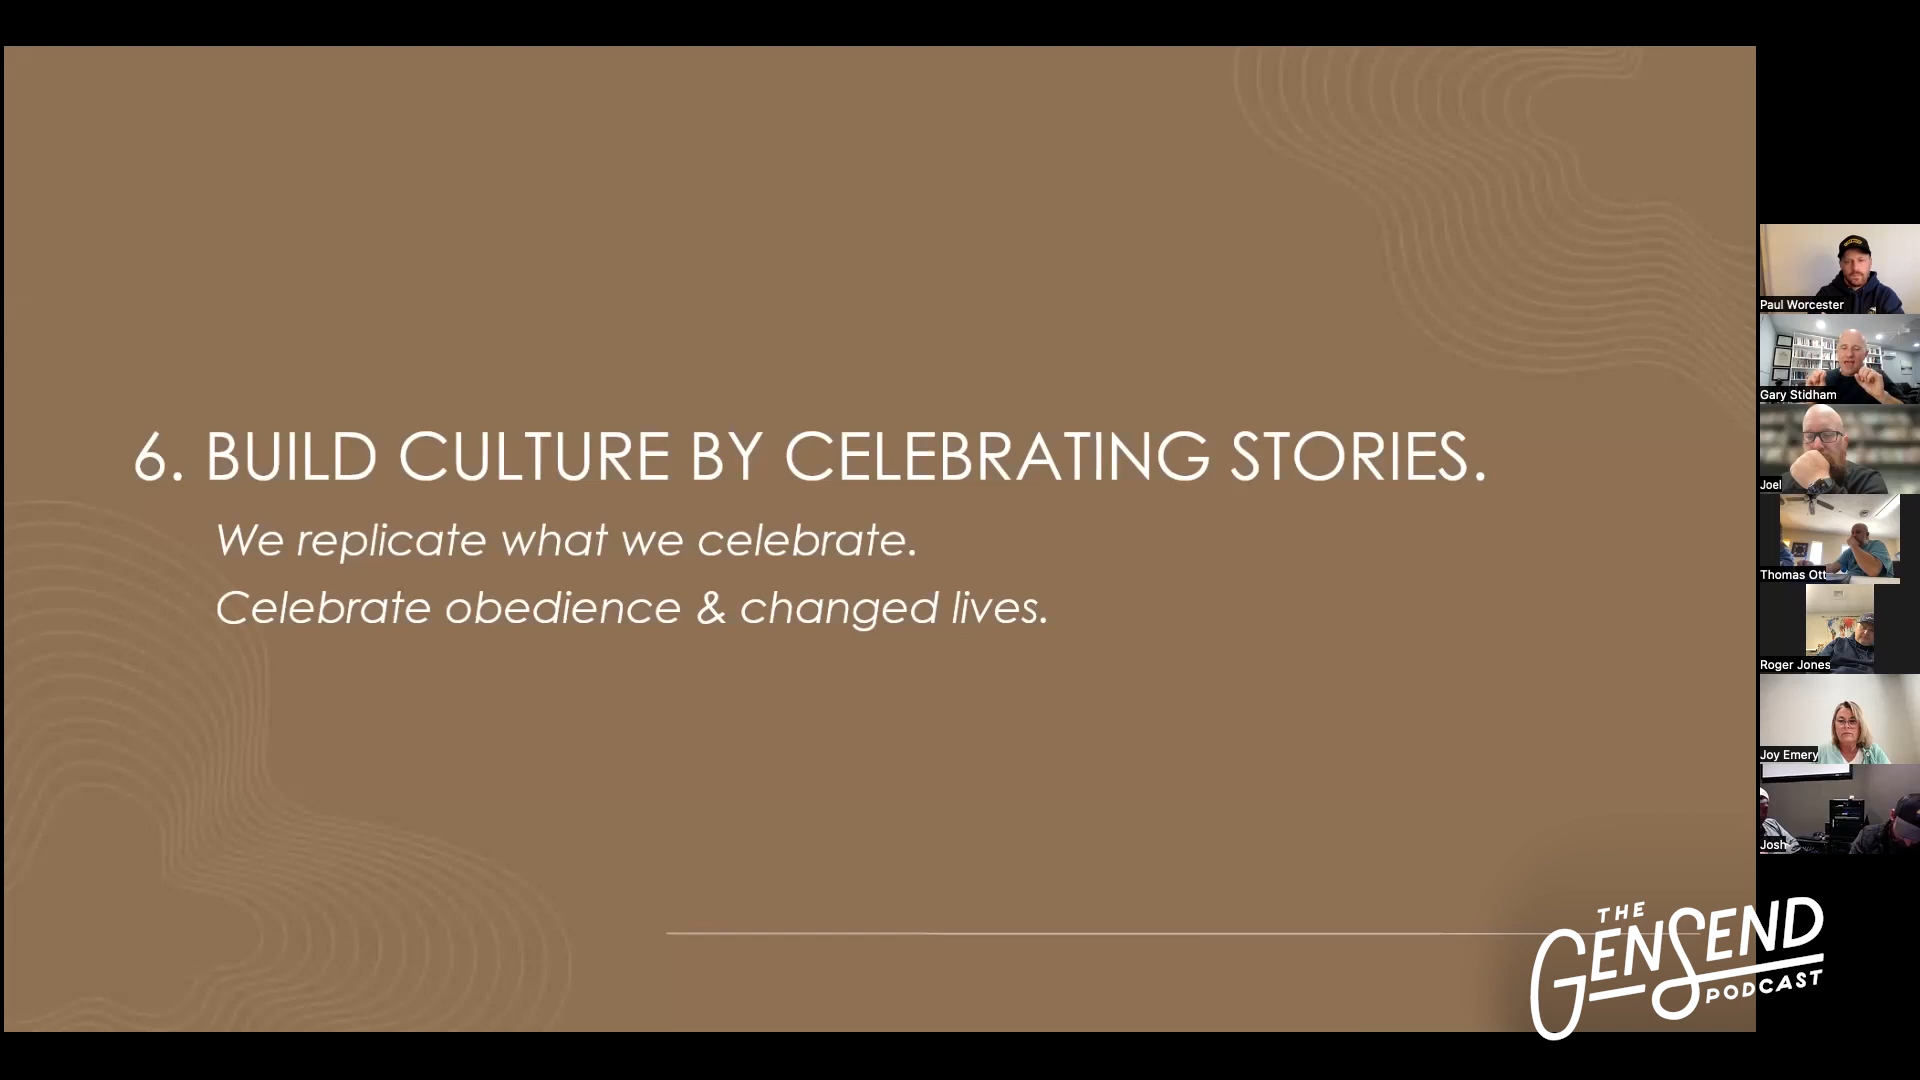 6. BUILD CULTURE BY CELEBRATING STORIES.
We replicate what we celebrate.
Celebrate obedience & changed lives.
Paul Worcester
Gary Stidham
Joel
Thomas Ott
Roger Jones
Joy Emery
Josh
THE
GENSEND
PODCAST